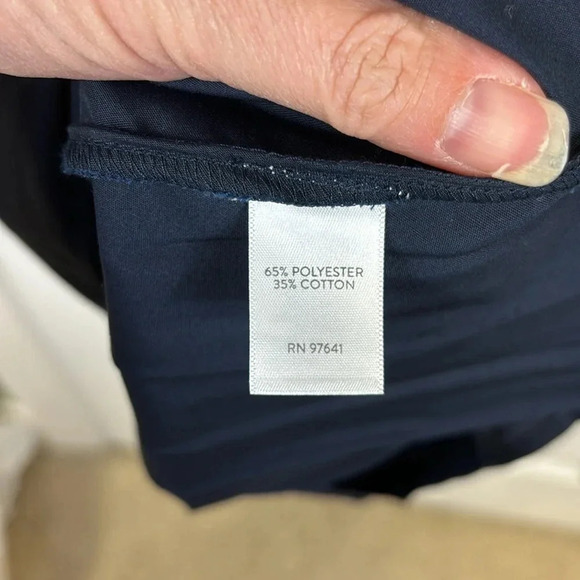 65% POLYESTER
35% COTTON
RN 97641